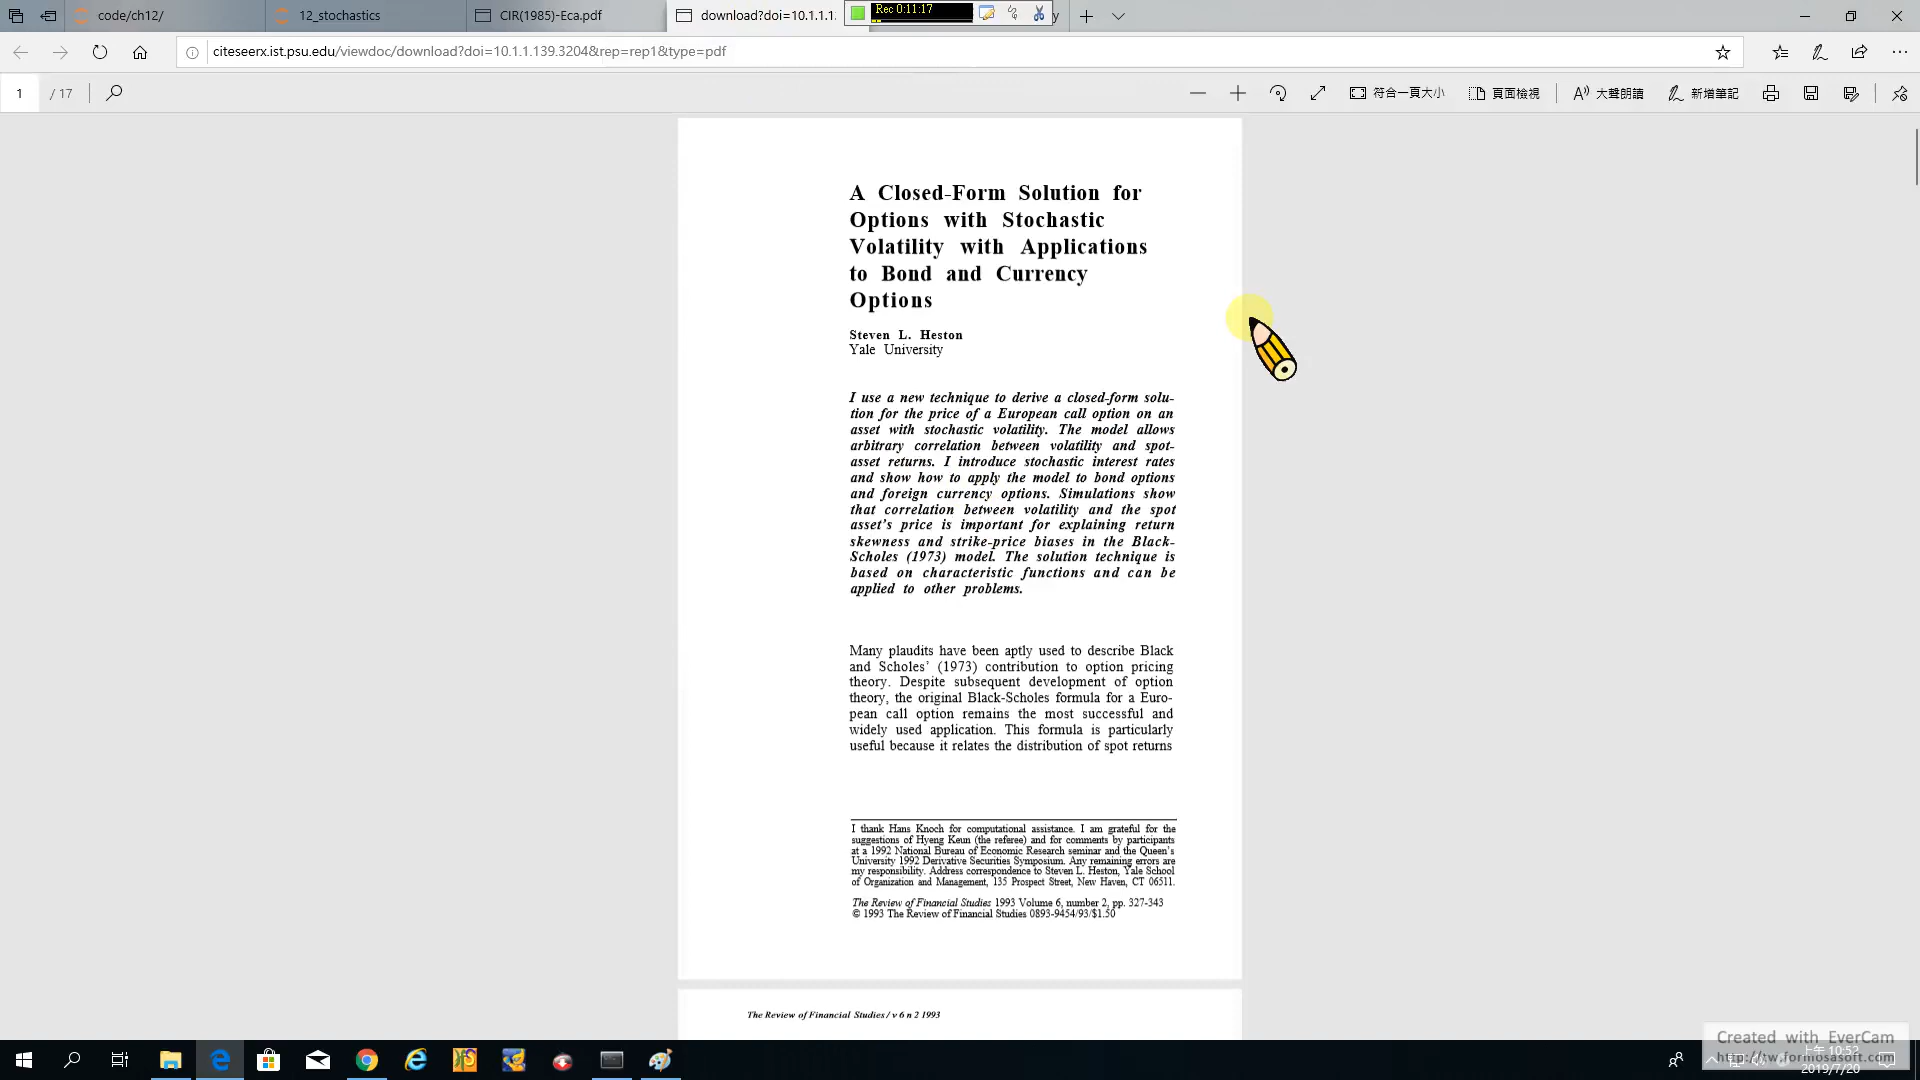 code/ch12/
12_stochastics
CIR(1985)-Eca.pdf
download?doi=10.1.1.1
Rec 0:11:17
y
citeseerx.ist.psu.edu/viewdoc/download?doi=10.1.1.139.3204&rep=rep1&type=pdf
1 / 17
符合一頁大小
頁面檢視
大聲朗讀
新增筆記
A Closed-Form Solution for
Options with Stochastic
Volatility with Applications
to Bond and Currency
Options
Steven L. Heston
Yale University
I use a new technique to derive a closed-form solu-
tion for the price of a European call option on an
asset with stochastic volatility. The model allows
arbitrary correlation between volatility and spot-
asset returns. I introduce stochastic interest rates
and show how to apply the model to bond options
and foreign currency options. Simulations show
that correlation between volatility and the spot
asset's price is important for explaining return
skewness and strike-price biases in the Black-
Scholes (1973) model. The solution technique is
based on characteristic functions and can be
applied to other problems.
Many plaudits have been aptly used to describe Black
and Scholes' (1973) contribution to option pricing
theory. Despite subsequent development of option
theory, the original Black-Scholes formula for a Euro-
pean call option remains the most successful and
widely used application. This formula is particularly
useful because it relates the distribution of spot returns
I thank Hans Knoch for computational assistance. I am grateful for the
suggestions of Hyeng Keun (the referee) and for comments by participants
at a 1992 National Bureau of Economic Research seminar and the Queen's
University 1992 Derivative Securities Symposium. Any remaining errors are
my responsibility. Address correspondence to Steven L. Heston, Yale School
of Organization and Management, 135 Prospect Street, New Haven, CT 06511.
The Review of Financial Studies 1993 Volume 6, number 2, pp. 327-343
© 1993 The Review of Financial Studies 0893-9454/93/$1.50
The Review of Financial Studies / v 6 n 2 1993
Created with EverCam
http://tw.formosasoft.com
上午 10:52
2019/7/20